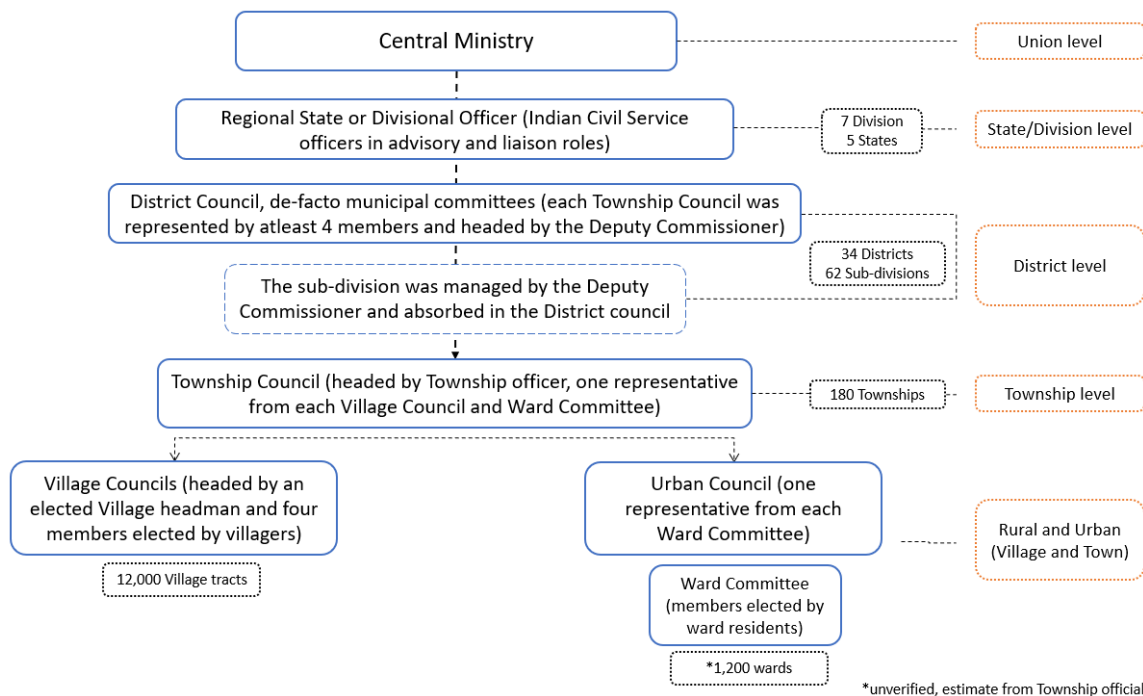 Central Ministry
Union level
Regional State or Divisional Officer (Indian Civil Service
officers in advisory and liaison roles)
7 Division
5 States
State/Division level
District Council, de-facto municipal committees (each Township Council was
represented by atleast 4 members and headed by the Deputy Commissioner)
34 Districts
62 Sub-divisions
District level
The sub-division was managed by the Deputy
Commissioner and absorbed in the District council
Township Council (headed by Township officer, one representative
from each Village Council and Ward Committee)
180 Townships
Township level
Village Councils (headed by an
elected Village headman and four
members elected by villagers)
12,000 Village tracts
Urban Council (one
representative from each
Ward Committee)
Rural and Urban
(Village and Town)
Ward Committee
(members elected by
ward residents)
*1,200 wards
*unverified, estimate from Township official